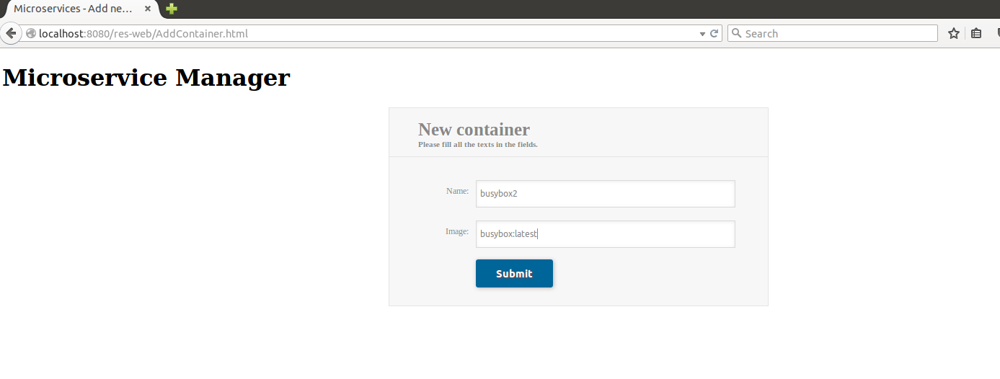 Microservices - Add ne...
localhost:8080/res-web/AddContainer.html
Search
Microservice Manager
New container
Please fill all the texts in the fields.
Name:
busybox2
Image:
busybox:latest
Submit